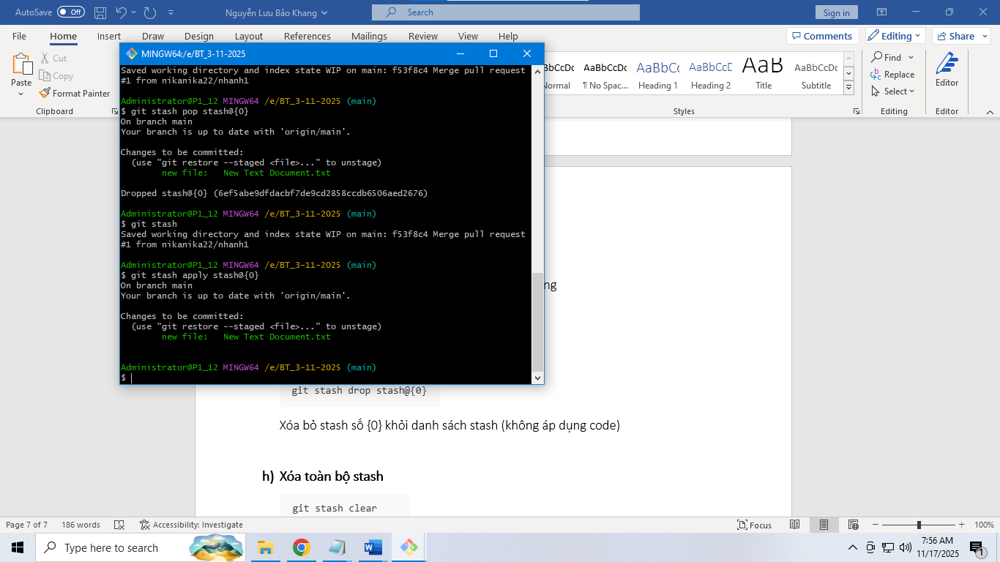 AutoSave Off Nguyễn Lưu Bảo Khang Search Sign in
File Home Insert Draw Design Layout References Mailings Review View Help Comments Editing Share
Paste
Cut
Copy
Format Painter
Clipboard
AaBbCcDc AaBbC AaBbCcD AaB AaBbCcD
Normal ¶ No Spac... Heading 1 Heading 2 Title Subtitle
Styles
Find
Replace
Select
Editing
Editor
Editor
MINGW64:/e/BT_3-11-2025
Saved working directory and index state WIP on main: f53f8c4 Merge pull request
#1 from nikanika22/nhanh1
Administrator@P1_12 MINGW64 /e/BT_3-11-2025 (main)
$ git stash pop stash@{0}
On branch main
Your branch is up to date with 'origin/main'.
Changes to be committed:
(use "git restore --staged <file>..." to unstage)
new file: New Text Document.txt
Dropped stash@{0} (6ef5abe9dfdacbf7de9cd2858ccdb6506aed2676)
Administrator@P1_12 MINGW64 /e/BT_3-11-2025 (main)
$ git stash
Saved working directory and index state WIP on main: f53f8c4 Merge pull request
#1 from nikanika22/nhanh1
Administrator@P1_12 MINGW64 /e/BT_3-11-2025 (main)
$ git stash apply stash@{0}
On branch main
Your branch is up to date with 'origin/main'.
Changes to be committed:
(use "git restore --staged <file>..." to unstage)
new file: New Text Document.txt
Administrator@P1_12 MINGW64 /e/BT_3-11-2025 (main)
$
ng
git stash drop stash@{0}
Xóa bỏ stash số {0} khỏi danh sách stash (không áp dụng code)
h) Xóa toàn bộ stash
git stash clear
Page 7 of 7 186 words Accessibility: Investigate Focus 100%
Type here to search
7:56 AM
11/17/2025
1